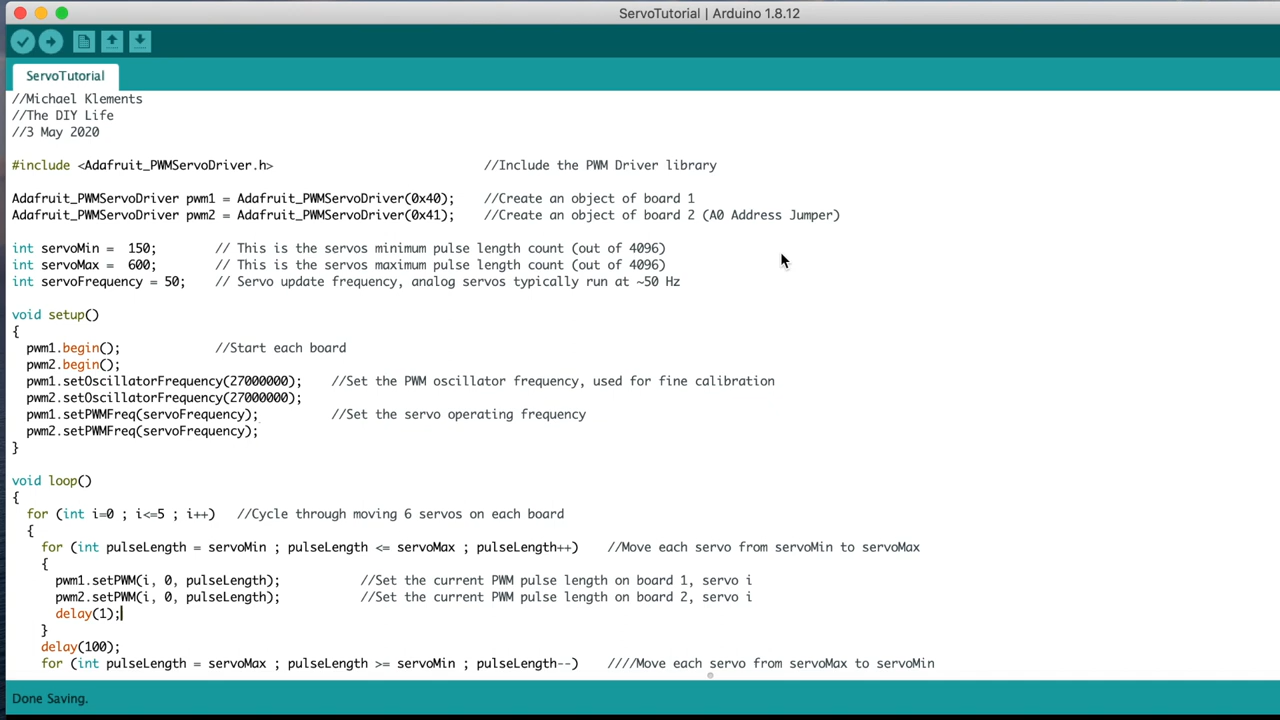 ServoTutorial | Arduino 1.8.12
ServoTutorial
//Michael Klements
//The DIY Life
//3 May 2020
#include <Adafruit_PWMServoDriver.h> //Include the PWM Driver library
Adafruit_PWMServoDriver pwm1 = Adafruit_PWMServoDriver(0x40); //Create an object of board 1
Adafruit_PWMServoDriver pwm2 = Adafruit_PWMServoDriver(0x41); //Create an object of board 2 (A0 Address Jumper)
int servoMin = 150; // This is the servos minimum pulse length count (out of 4096)
int servoMax = 600; // This is the servos maximum pulse length count (out of 4096)
int servoFrequency = 50; // Servo update frequency, analog servos typically run at ~50 Hz
void setup()
{
pwm1.begin(); //Start each board
pwm2.begin();
pwm1.setOscillatorFrequency(27000000); //Set the PWM oscillator frequency, used for fine calibration
pwm2.setOscillatorFrequency(27000000);
pwm1.setPWMFreq(servoFrequency); //Set the servo operating frequency
pwm2.setPWMFreq(servoFrequency);
}
void loop()
{
for (int i=0 ; i<=5 ; i++) //Cycle through moving 6 servos on each board
{
for (int pulseLength = servoMin ; pulseLength <= servoMax ; pulseLength++) //Move each servo from servoMin to servoMax
{
pwm1.setPWM(i, 0, pulseLength); //Set the current PWM pulse length on board 1, servo i
pwm2.setPWM(i, 0, pulseLength); //Set the current PWM pulse length on board 2, servo i
delay(1);
}
delay(100);
for (int pulseLength = servoMax ; pulseLength >= servoMin ; pulseLength--) ////Move each servo from servoMax to servoMin
Done Saving.